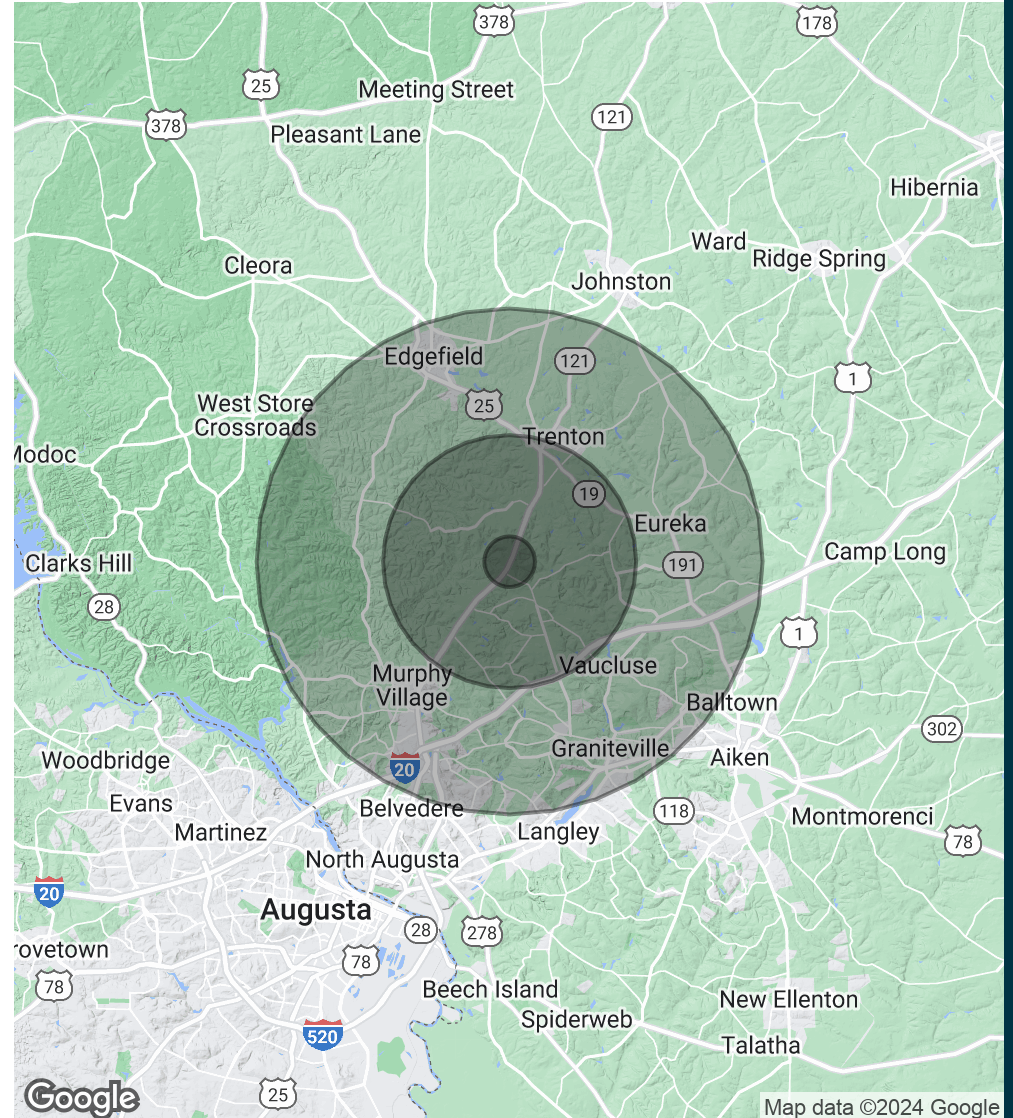 378
178
25
Meeting Street
121
378
Pleasant Lane
Hibernia
Ward
Ridge Spring
Cleora
Johnston
Edgefield
121
1
25
West Store
Crossroads
Trenton
Modoc
19
Eureka
Camp Long
Clarks Hill
191
28
1
Vaucluse
Murphy
Village
Balltown
302
Graniteville
Aiken
Woodbridge
20
Evans
Belvedere
118
Montmorenci
Martinez
Langley
78
North Augusta
20
Augusta
28
278
rovetown
78
78
Beech Island
New Ellenton
Spiderweb
520
Talatha
25
Google
Map data ©2024 Google